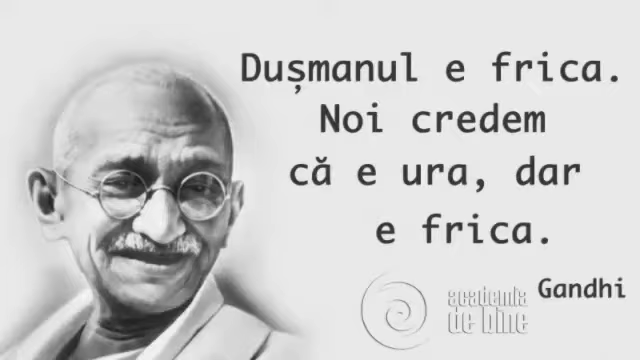 Dușmanul e frica.
Noi credem
că e ura, dar
e frica.
Gandhi
academia
de bine